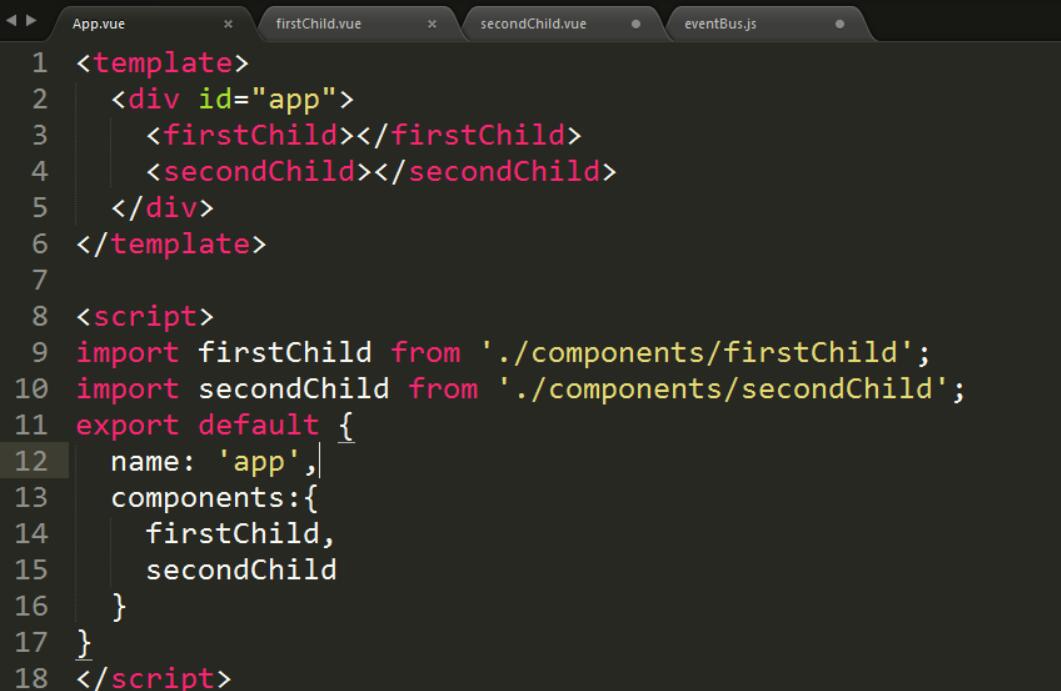 App.vue × firstChild.vue × secondChild.vue eventBus.js
1 <template>
2   <div id="app">
3     <firstChild></firstChild>
4     <secondChild></secondChild>
5   </div>
6 </template>
7
8 <script>
9 import firstChild from './components/firstChild';
10 import secondChild from './components/secondChild';
11 export default {
12   name: 'app',
13   components:{
14     firstChild,
15     secondChild
16   }
17 }
18 </script>